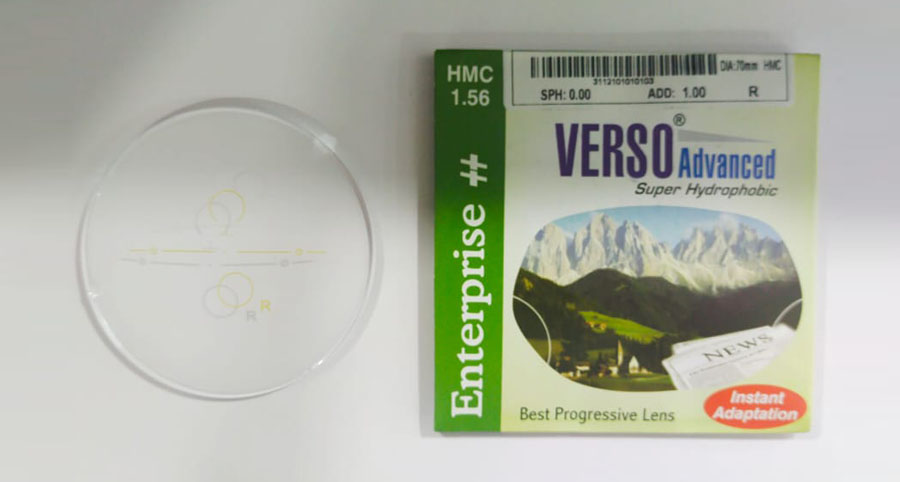 R
R
HMC
1.56
Enterprise #
DIA:70mm HMC
3112101010103
SPH: 0.00 ADD: 1.00 R
VERSO® Advanced
Super Hydrophobic
NEWS
Best Progressive Lens
Instant
Adaptation